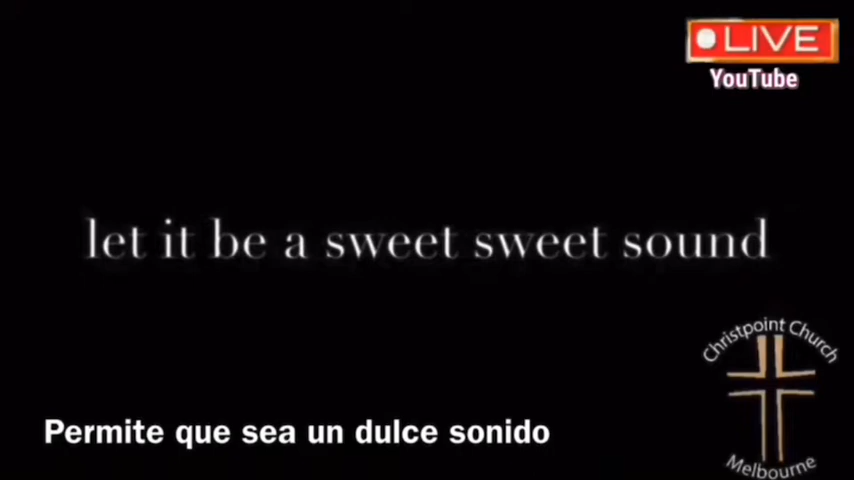 LIVE
YouTube
let it be a sweet sweet sound
Christpoint Church
Melbourne
Permite que sea un dulce sonido